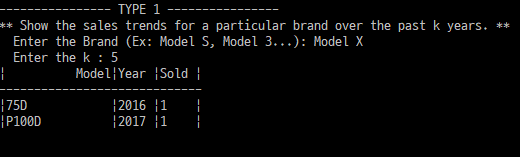 --------------- TYPE 1 ---------------
** Show the sales trends for a particular brand over the past k years. **
Enter the Brand (Ex: Model S, Model 3...): Model X
Enter the k : 5
¦ Model¦Year ¦Sold ¦
---------------------------
¦75D ¦2016 ¦1 ¦
¦P100D ¦2017 ¦1 ¦